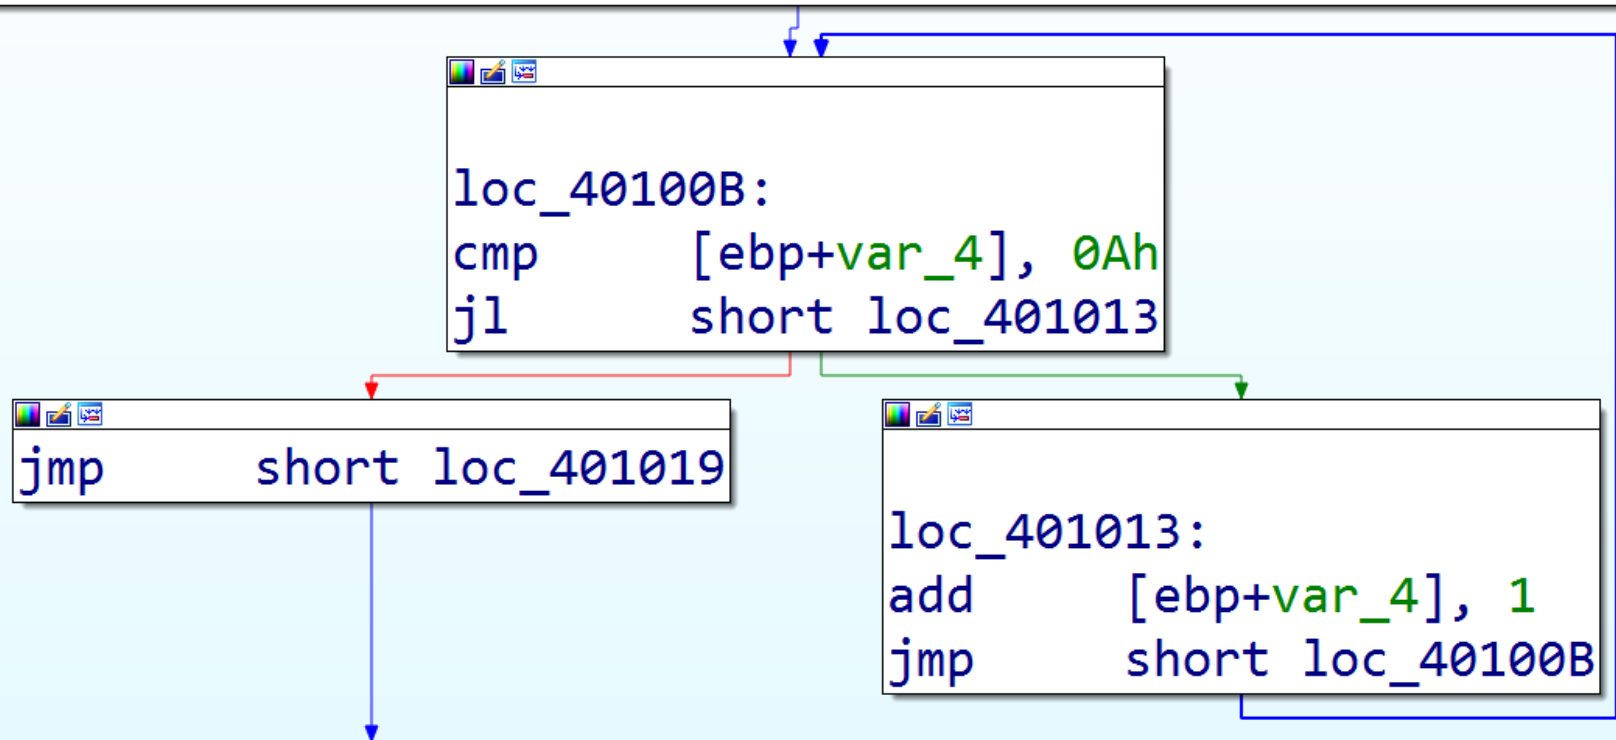 loc_40100B:
cmp [ebp+var_4], 0Ah
jl short loc_401013
jmp short loc_401019
loc_401013:
add [ebp+var_4], 1
jmp short loc_40100B